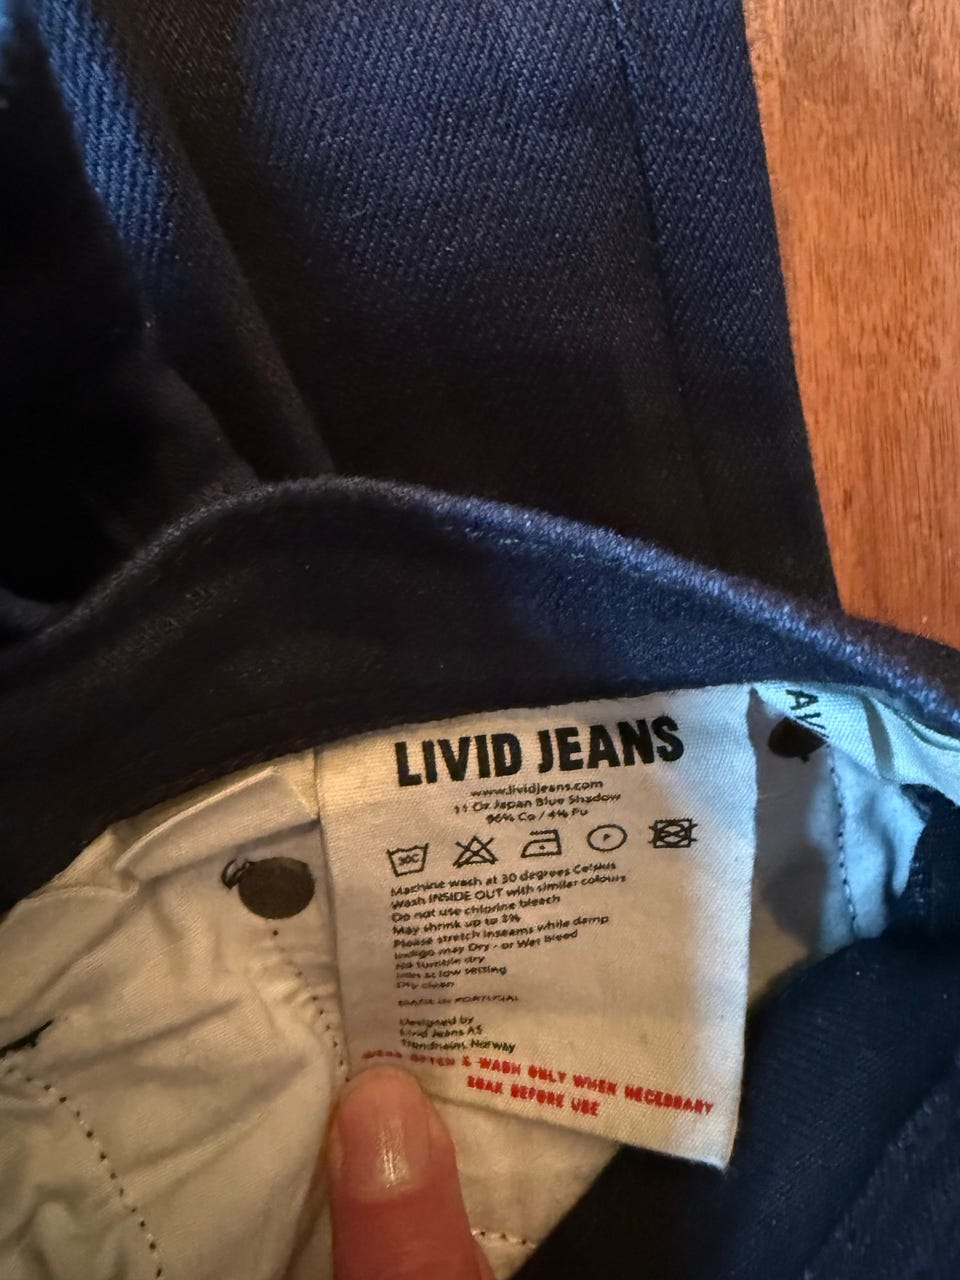 LIVID JEANS
www.lividjeans.com
11 Oz Japan Blue Shadow
96% Co / 4% Pu
30C
P
Machine wash at 30 degrees Celsius
Wash INSIDE OUT with similar colours
Do not use chlorine bleach
May shrink up to 3%
Please stretch inseams while damp
Indigo may Dry - or Wet bleed
No tumble dry
Iron at low setting
Dry clean
MADE IN PORTUGAL
Designed by
Livid Jeans AS
Trondheim, Norway
WEAR OFTEN & WASH ONLY WHEN NECESSARY
SOAK BEFORE USE